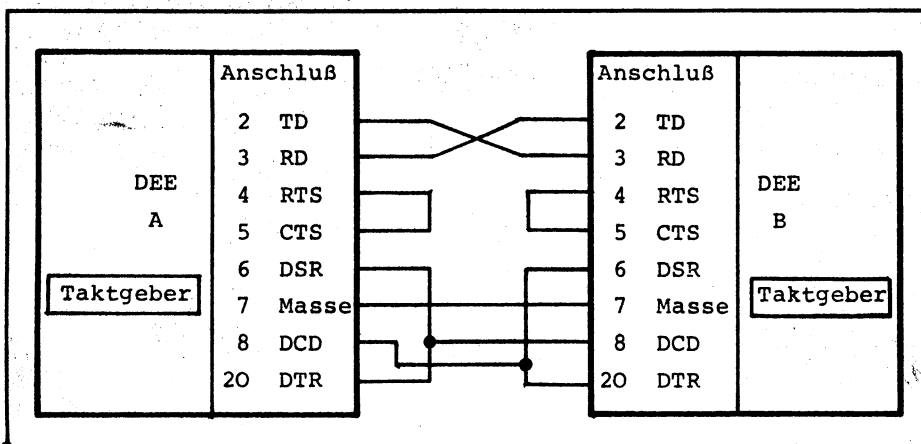 Anschluß Anschluß
2 TD 2 TD
3 RD 3 RD
DEE 4 RTS 4 RTS DEE
A 5 CTS 5 CTS B
6 DSR 6 DSR
Taktgeber 7 Masse 7 Masse Taktgeber
8 DCD 8 DCD
20 DTR 20 DTR